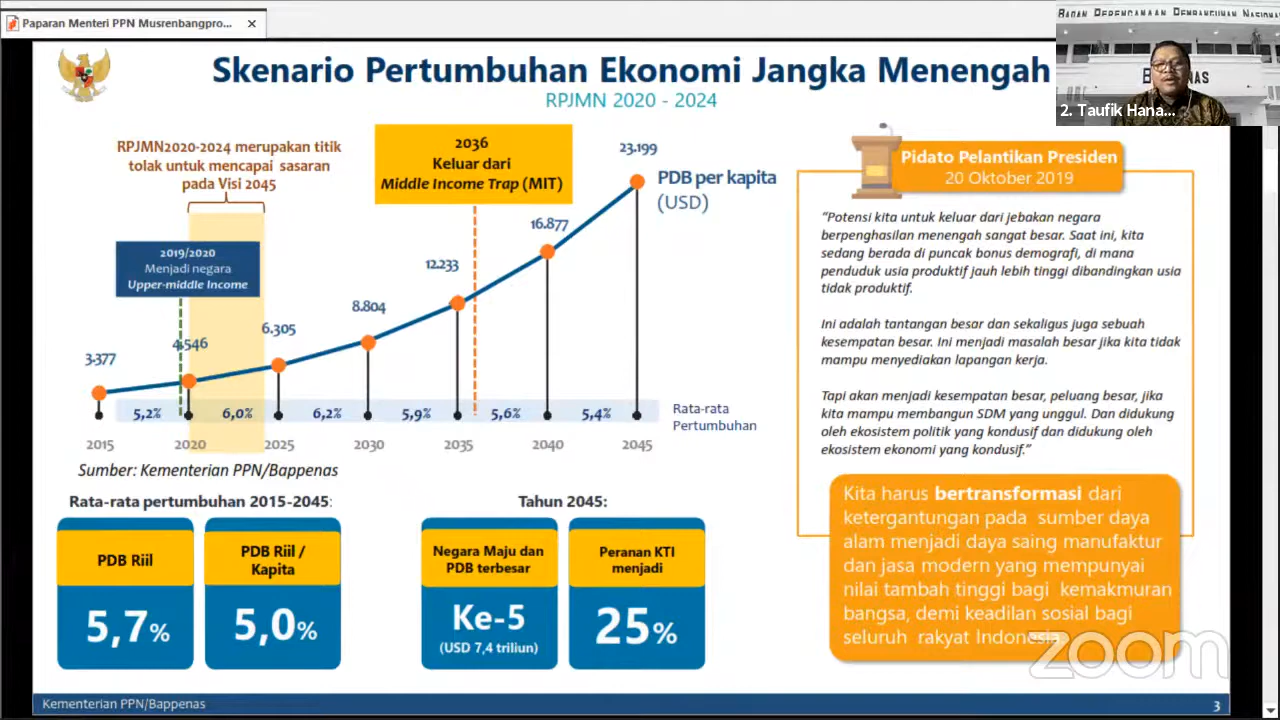 Paparan Menteri PPN Musrenbangpro...
BADAN PERENCANAAN PEMBANGUNAN NASIONAL
2. Taufik Hana...
Skenario Pertumbuhan Ekonomi Jangka Menengah
RPJMN 2020 - 2024
RPJMN2020-2024 merupakan titik
tolak untuk mencapai sasaran
pada Visi 2045
2036
Keluar dari
Middle Income Trap (MIT)
23.199
PDB per kapita
(USD)
2019/2020
Menjadi negara
Upper-middle Income
16.877
12.233
8.804
6.305
4.546
3.377
5,2%
6,0%
6,2%
5,9%
5,6%
5,4%
Rata-rata
Pertumbuhan
2015
2020
2025
2030
2035
2040
2045
Sumber: Kementerian PPN/Bappenas
Rata-rata pertumbuhan 2015-2045:
PDB Riil
5,7%
PDB Riil /
Kapita
5,0%
Tahun 2045:
Negara Maju dan
PDB terbesar
Ke-5
(USD 7,4 triliun)
Peranan KTI
menjadi
25%
Pidato Pelantikan Presiden
20 Oktober 2019
“Potensi kita untuk keluar dari jebakan negara
berpenghasilan menengah sangat besar. Saat ini, kita
sedang berada di puncak bonus demografi, di mana
penduduk usia produktif jauh lebih tinggi dibandingkan usia
tidak produktif.
Ini adalah tantangan besar dan sekaligus juga sebuah
kesempatan besar. Ini menjadi masalah besar jika kita tidak
mampu menyediakan lapangan kerja.
Tapi akan menjadi kesempatan besar, peluang besar, jika
kita mampu membangun SDM yang unggul. Dan didukung
oleh ekosistem politik yang kondusif dan didukung oleh
ekosistem ekonomi yang kondusif.”
Kita harus bertransformasi dari
ketergantungan pada sumber daya
alam menjadi daya saing manufaktur
dan jasa modern yang mempunyai
nilai tambah tinggi bagi kemakmuran
bangsa, demi keadilan sosial bagi
seluruh rakyat Indonesia.
zoom
Kementerian PPN/Bappenas
3